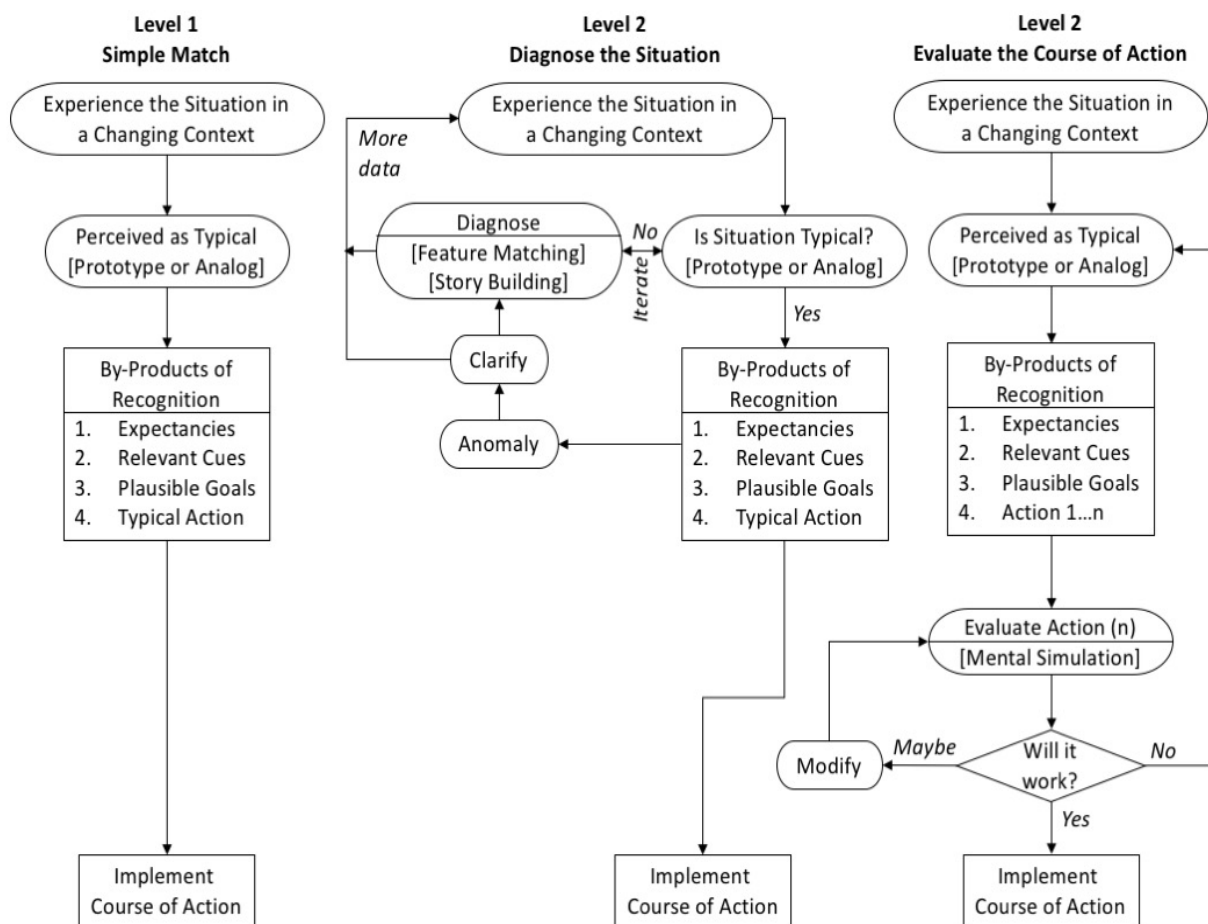 Level 1
Simple Match
Experience the Situation in
a Changing Context
Perceived as Typical
[Prototype or Analog]
By-Products of
Recognition
1. Expectancies
2. Relevant Cues
3. Plausible Goals
4. Typical Action
Implement
Course of Action
Level 2
Diagnose the Situation
Experience the Situation in
a Changing Context
More
data
Diagnose
[Feature Matching]
[Story Building]
No
Iterate
Is Situation Typical?
[Prototype or Analog]
Yes
Clarify
Anomaly
By-Products of
Recognition
1. Expectancies
2. Relevant Cues
3. Plausible Goals
4. Typical Action
Implement
Course of Action
Level 2
Evaluate the Course of Action
Experience the Situation in
a Changing Context
Perceived as Typical
[Prototype or Analog]
By-Products of
Recognition
1. Expectancies
2. Relevant Cues
3. Plausible Goals
4. Action 1...n
Evaluate Action (n)
[Mental Simulation]
Modify
Maybe
Will it
work?
No
Yes
Implement
Course of Action